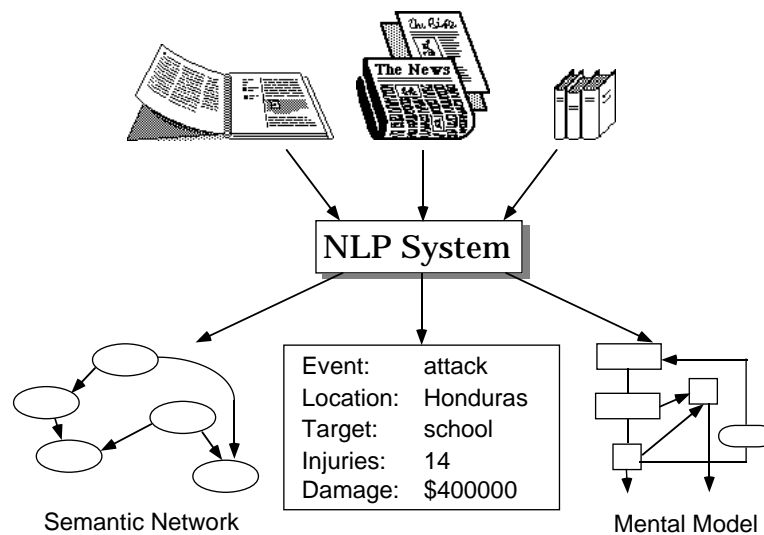 The News
NLP System
Event: attack
Location: Honduras
Target: school
Injuries: 14
Damage: $400000
Semantic Network
Mental Model